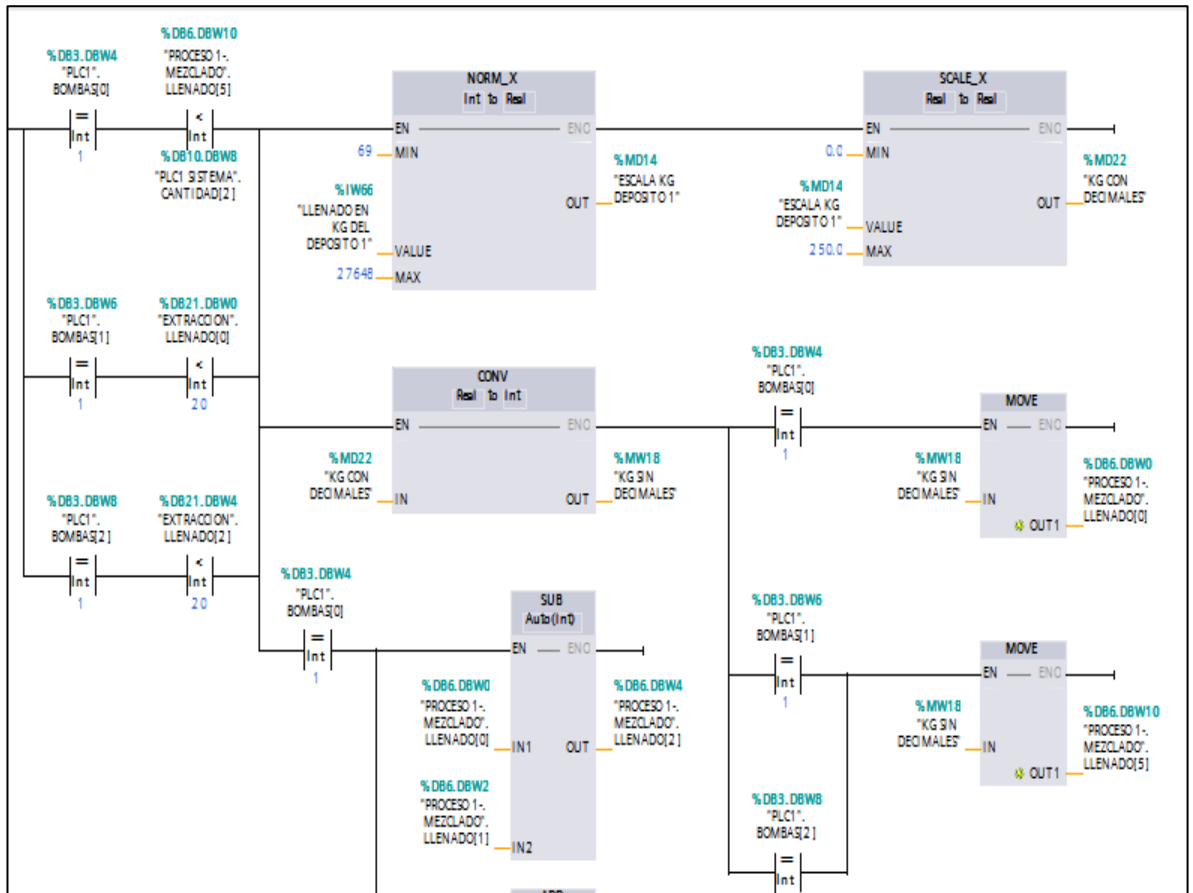 %DB3.DBW4
"PLC1".
BOMBAS[0]
=
Int
1
%DB6.DBW10
"PROCESO 1-.
MEZCLADO".
LLENADO[5]
<
Int
%DB10.DBW8
"PLC1 SISTEMA".
CANTIDAD[2]
NORM_X
Int to Real
EN
ENO
69
MIN
%IW66
"LLENADO EN
KG DEL
DEPOSITO 1"
VALUE
27648
MAX
OUT
%MD14
"ESCALA KG
DEPOSITO 1"
SCALE_X
Real to Real
EN
ENO
0.0
MIN
%MD14
"ESCALA KG
DEPOSITO 1"
VALUE
250.0
MAX
OUT
%MD22
"KG CON
DECIMALES"
%DB3.DBW6
"PLC1".
BOMBAS[1]
=
Int
1
%DB21.DBW0
"EXTRACCION".
LLENADO[0]
<
Int
20
CONV
Real to Int
EN
ENO
%MD22
"KG CON
DECIMALES"
IN
OUT
%MW18
"KG SIN
DECIMALES"
%DB3.DBW4
"PLC1".
BOMBAS[0]
=
Int
1
MOVE
EN
ENO
%MW18
"KG SIN
DECIMALES"
IN
OUT1
%DB6.DBW0
"PROCESO 1-.
MEZCLADO".
LLENADO[0]
%DB3.DBW8
"PLC1".
BOMBAS[2]
=
Int
1
%DB21.DBW4
"EXTRACCION".
LLENADO[2]
<
Int
20
%DB3.DBW4
"PLC1".
BOMBAS[0]
=
Int
1
SUB
Auto(Int)
EN
ENO
%DB6.DBW0
"PROCESO 1-.
MEZCLADO".
LLENADO[0]
IN1
%DB6.DBW2
"PROCESO 1-.
MEZCLADO".
LLENADO[1]
IN2
OUT
%DB6.DBW4
"PROCESO 1-.
MEZCLADO".
LLENADO[2]
%DB3.DBW6
"PLC1".
BOMBAS[1]
=
Int
1
MOVE
EN
ENO
%MW18
"KG SIN
DECIMALES"
IN
OUT1
%DB6.DBW10
"PROCESO 1-.
MEZCLADO".
LLENADO[5]
%DB3.DBW8
"PLC1".
BOMBAS[2]
=
Int